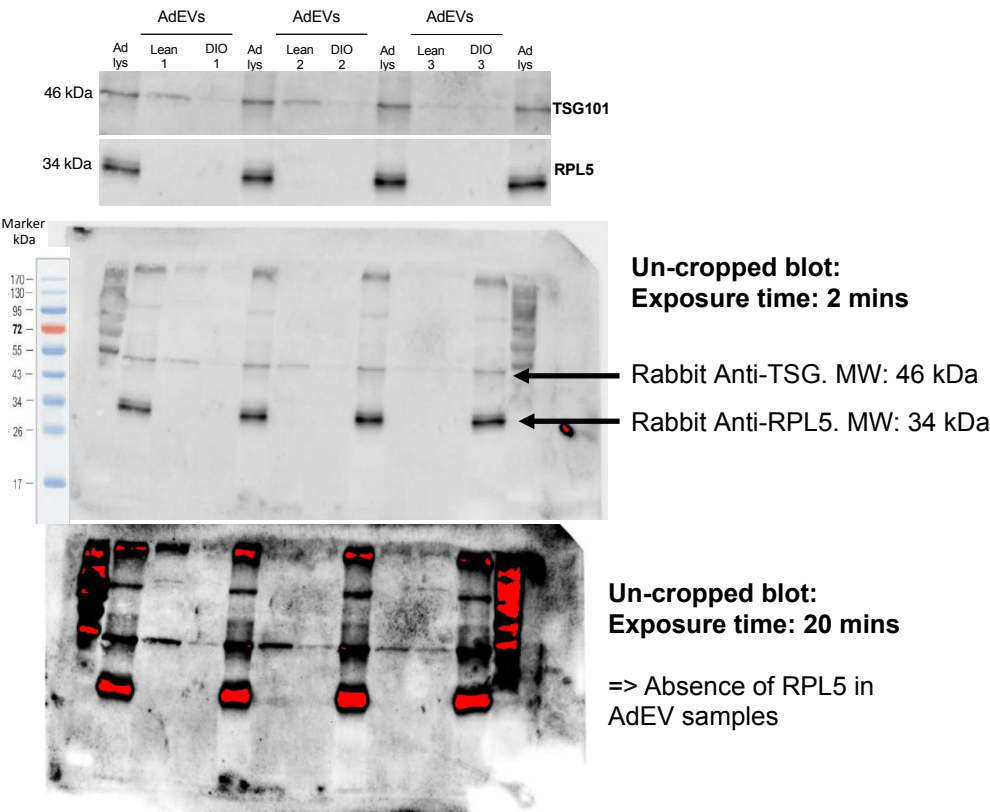 AdEVs AdEVs AdEVs
Ad lys Lean 1 DIO 1 Ad lys Lean 2 DIO 2 Ad lys Lean 3 DIO 3 Ad lys
46 kDa
TSG101
34 kDa
RPL5
Marker
kDa
170
130
95
72
55
43
34
26
17
Un-cropped blot:
Exposure time: 2 mins
Rabbit Anti-TSG. MW: 46 kDa
Rabbit Anti-RPL5. MW: 34 kDa
Un-cropped blot:
Exposure time: 20 mins
=> Absence of RPL5 in
AdEV samples